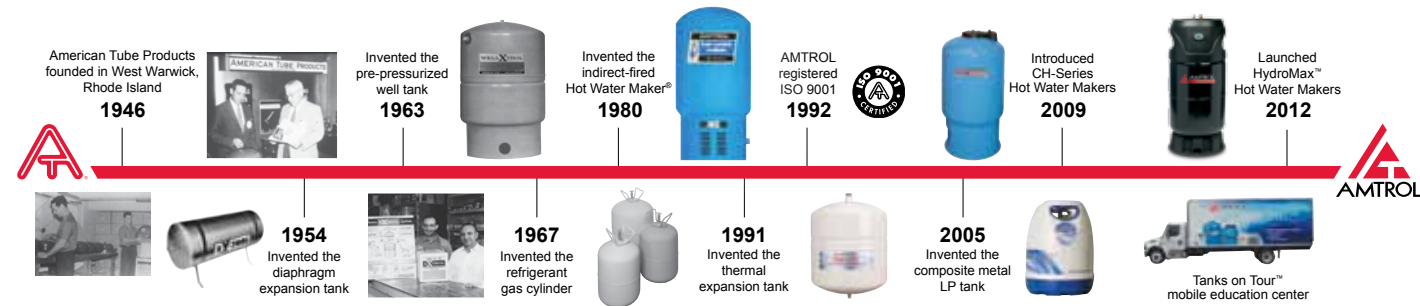 American Tube Products
founded in West Warwick,
Rhode Island
1946
AMERICAN TUBE PRODUCTS
Invented the
pre-pressurized
well tank
1963
WELL-X-TROL
Invented the
indirect-fired
Hot Water Maker®
1980
AMTROL
registered
ISO 9001
1992
ISO 9001
CERTIFIED
Introduced
CH-Series
Hot Water Makers
2009
AMTROL
Launched
HydroMax™
Hot Water Makers
2012
AMTROL
1954
Invented the
diaphragm
expansion tank
1967
Invented the
refrigerant
gas cylinder
1991
Invented the
thermal
expansion tank
2005
Invented the
composite metal
LP tank
Tanks on Tour™
mobile education center